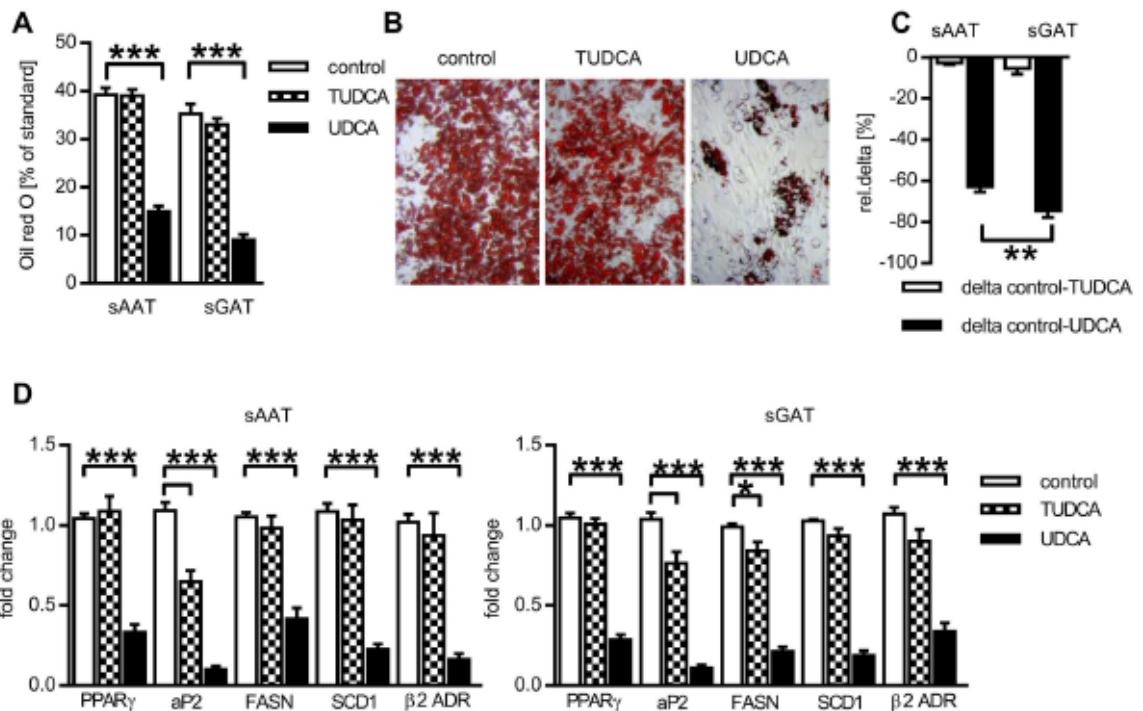 A
50
40
30
20
10
0
Oil red O [% of standard]
*** ***
sAAT sGAT
control
TUDCA
UDCA
B
control TUDCA UDCA
C
sAAT sGAT
0
-20
-40
-60
-80
-100
rel.delta [%]
**
delta control-TUDCA
delta control-UDCA
D
sAAT
1.5
1.0
0.5
0.0
fold change
*** *** *** *** ***
PPARγ aP2 FASN SCD1 β2 ADR
sGAT
1.5
1.0
0.5
0.0
fold change
*** *** *** *** ***
*
PPARγ aP2 FASN SCD1 β2 ADR
control
TUDCA
UDCA